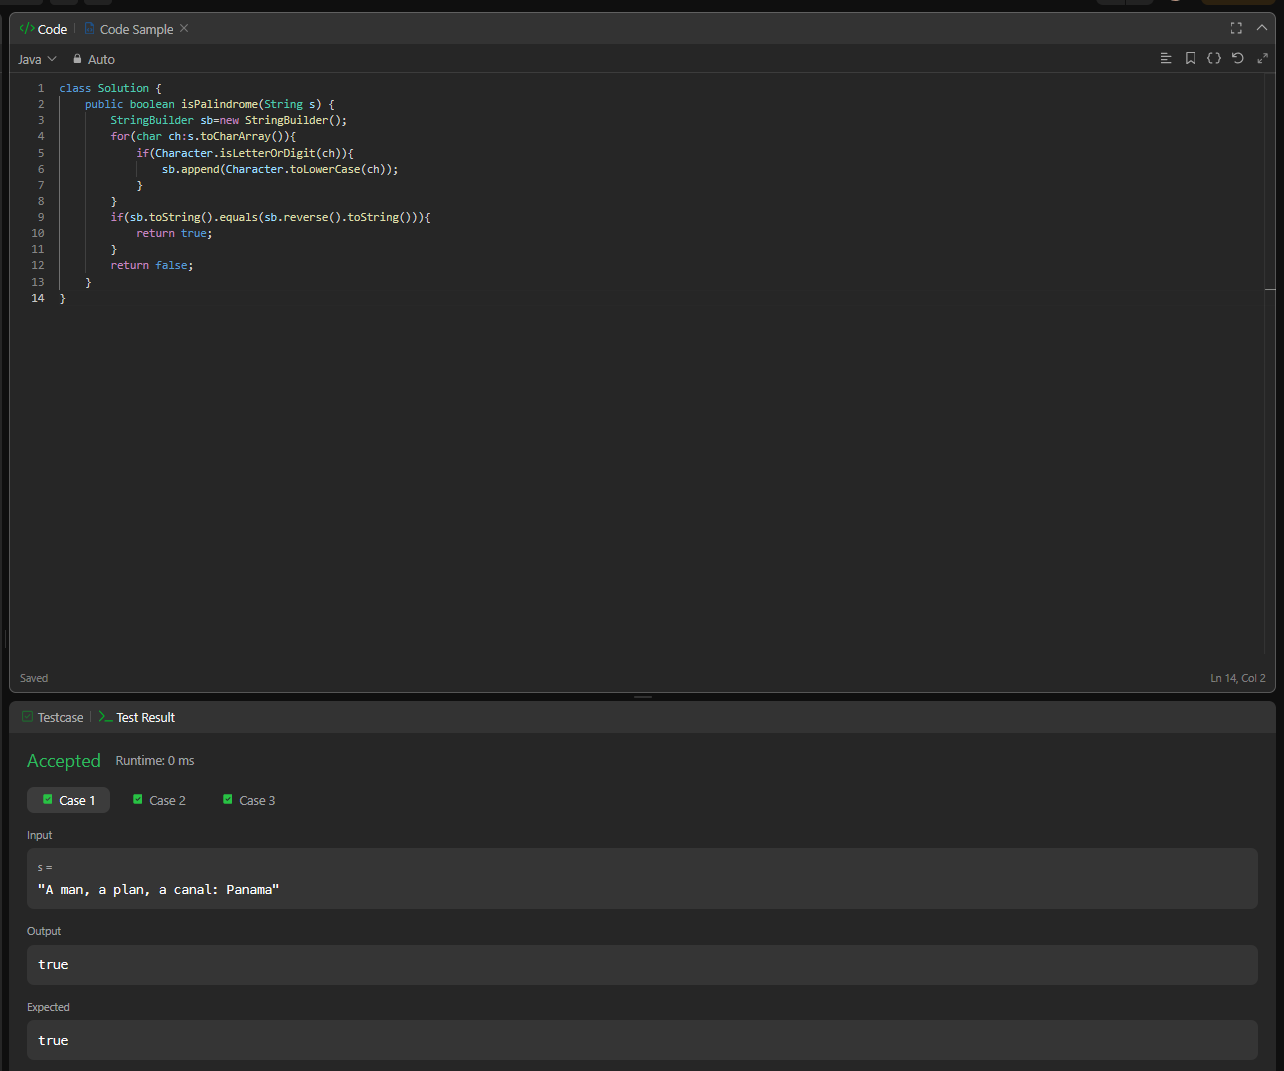 </> Code | Code Sample ×
Java Auto
1 class Solution {
2     public boolean isPalindrome(String s) {
3         StringBuilder sb=new StringBuilder();
4         for(char ch:s.toCharArray()){
5             if(Character.isLetterOrDigit(ch)){
6                 sb.append(Character.toLowerCase(ch));
7             }
8         }
9         if(sb.toString().equals(sb.reverse().toString())){
10             return true;
11         }
12         return false;
13     }
14 }
Saved Ln 14, Col 2
Testcase | >_ Test Result
Accepted Runtime: 0 ms
Case 1 Case 2 Case 3
Input
s =
"A man, a plan, a canal: Panama"
Output
true
Expected
true